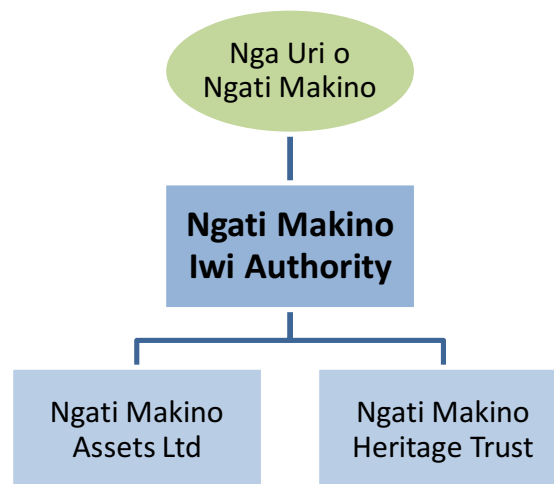 Nga Uri o
Ngati Makino
Ngati Makino
Iwi Authority
Ngati Makino
Assets Ltd
Ngati Makino
Heritage Trust